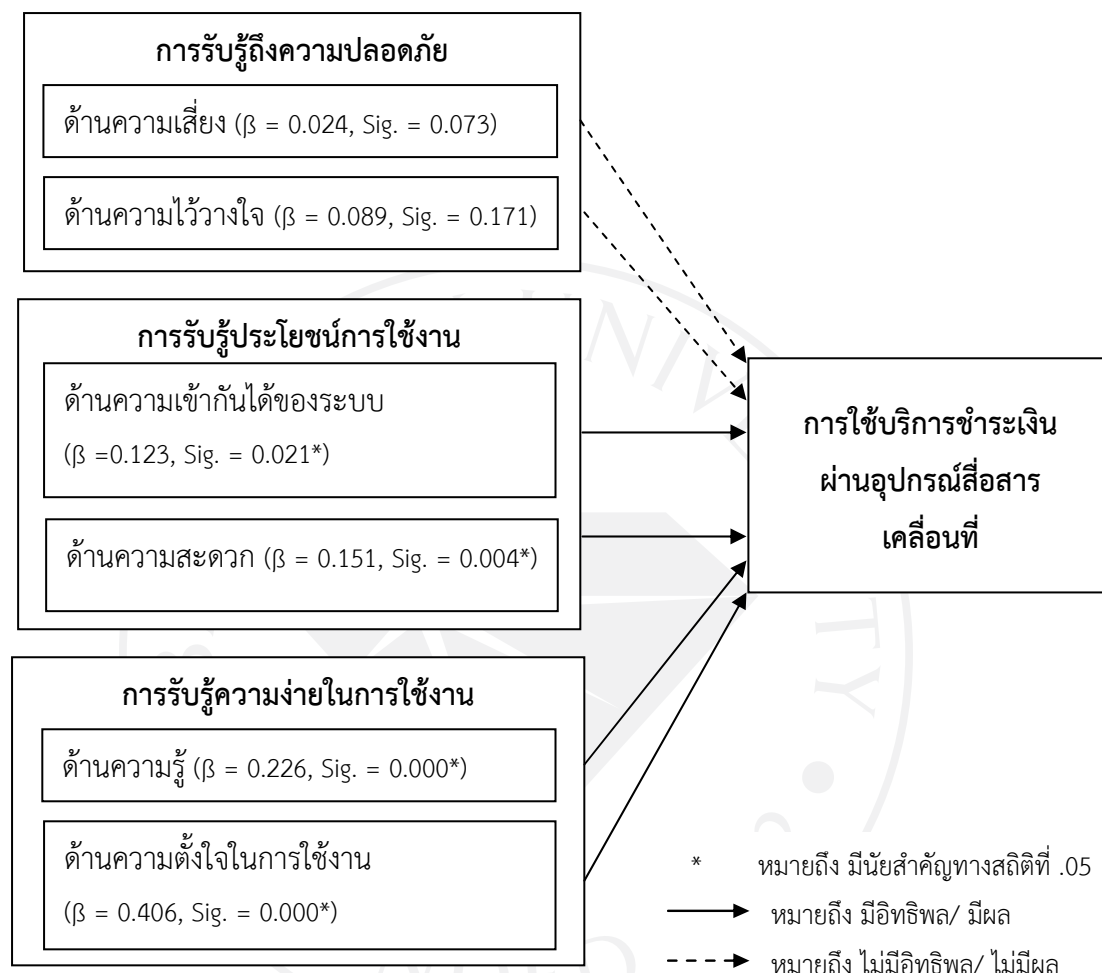 การรับรู้ถึงความปลอดภัย
ด้านความเสี่ยง (β = 0.024, Sig. = 0.073)
ด้านความไว้วางใจ (β = 0.089, Sig. = 0.171)
การรับรู้ประโยชน์การใช้งาน
ด้านความเข้ากันได้ของระบบ
(β =0.123, Sig. = 0.021*)
ด้านความสะดวก (β = 0.151, Sig. = 0.004*)
การรับรู้ความง่ายในการใช้งาน
ด้านความรู้ (β = 0.226, Sig. = 0.000*)
ด้านความตั้งใจในการใช้งาน
(β = 0.406, Sig. = 0.000*)
การใช้บริการชำระเงิน
ผ่านอุปกรณ์สื่อสาร
เคลื่อนที่
* หมายถึง มีนัยสำคัญทางสถิติที่ .05
หมายถึง มีอิทธิพล/ มีผล
หมายถึง ไม่มีอิทธิพล/ ไม่มีผล